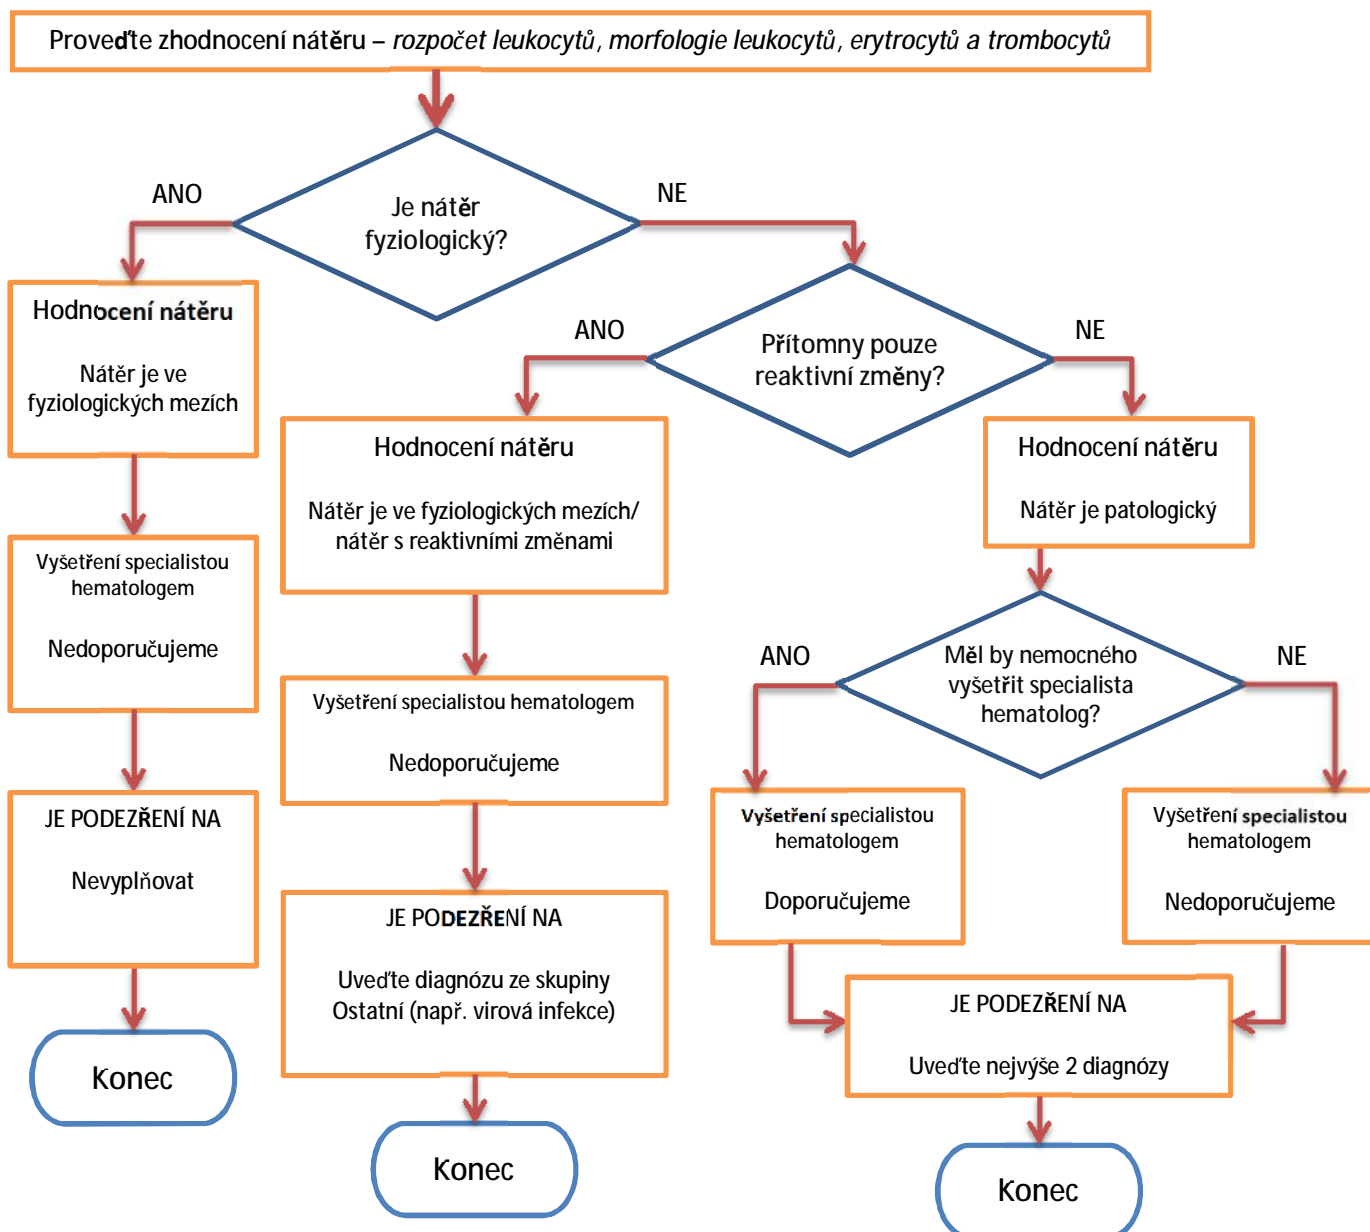 Proveďte zhodnocení nátěru – rozpočet leukocytů, morfologie leukocytů, erytrocytů a trombocytů
ANO
Je nátěr
fyziologický?
NE
Hodnocení nátěru
Nátěr je ve
fyziologických mezích
Vyšetření specialistou
hematologem
Nedoporučujeme
JE PODEZŘENÍ NA
Nevyplňovat
Konec
ANO
Přítomny pouze
reaktivní změny?
NE
Hodnocení nátěru
Nátěr je ve fyziologických mezích/
nátěr s reaktivními změnami
Vyšetření specialistou hematologem
Nedoporučujeme
JE PODEZŘENÍ NA
Uveďte diagnózu ze skupiny
Ostatní (např. virová infekce)
Konec
Hodnocení nátěru
Nátěr je patologický
ANO
Měl by nemocného
vyšetřit specialista
hematolog?
NE
Vyšetření specialistou
hematologem
Doporučujeme
Vyšetření specialistou
hematologem
Nedoporučujeme
JE PODEZŘENÍ NA
Uveďte nejvýše 2 diagnózy
Konec